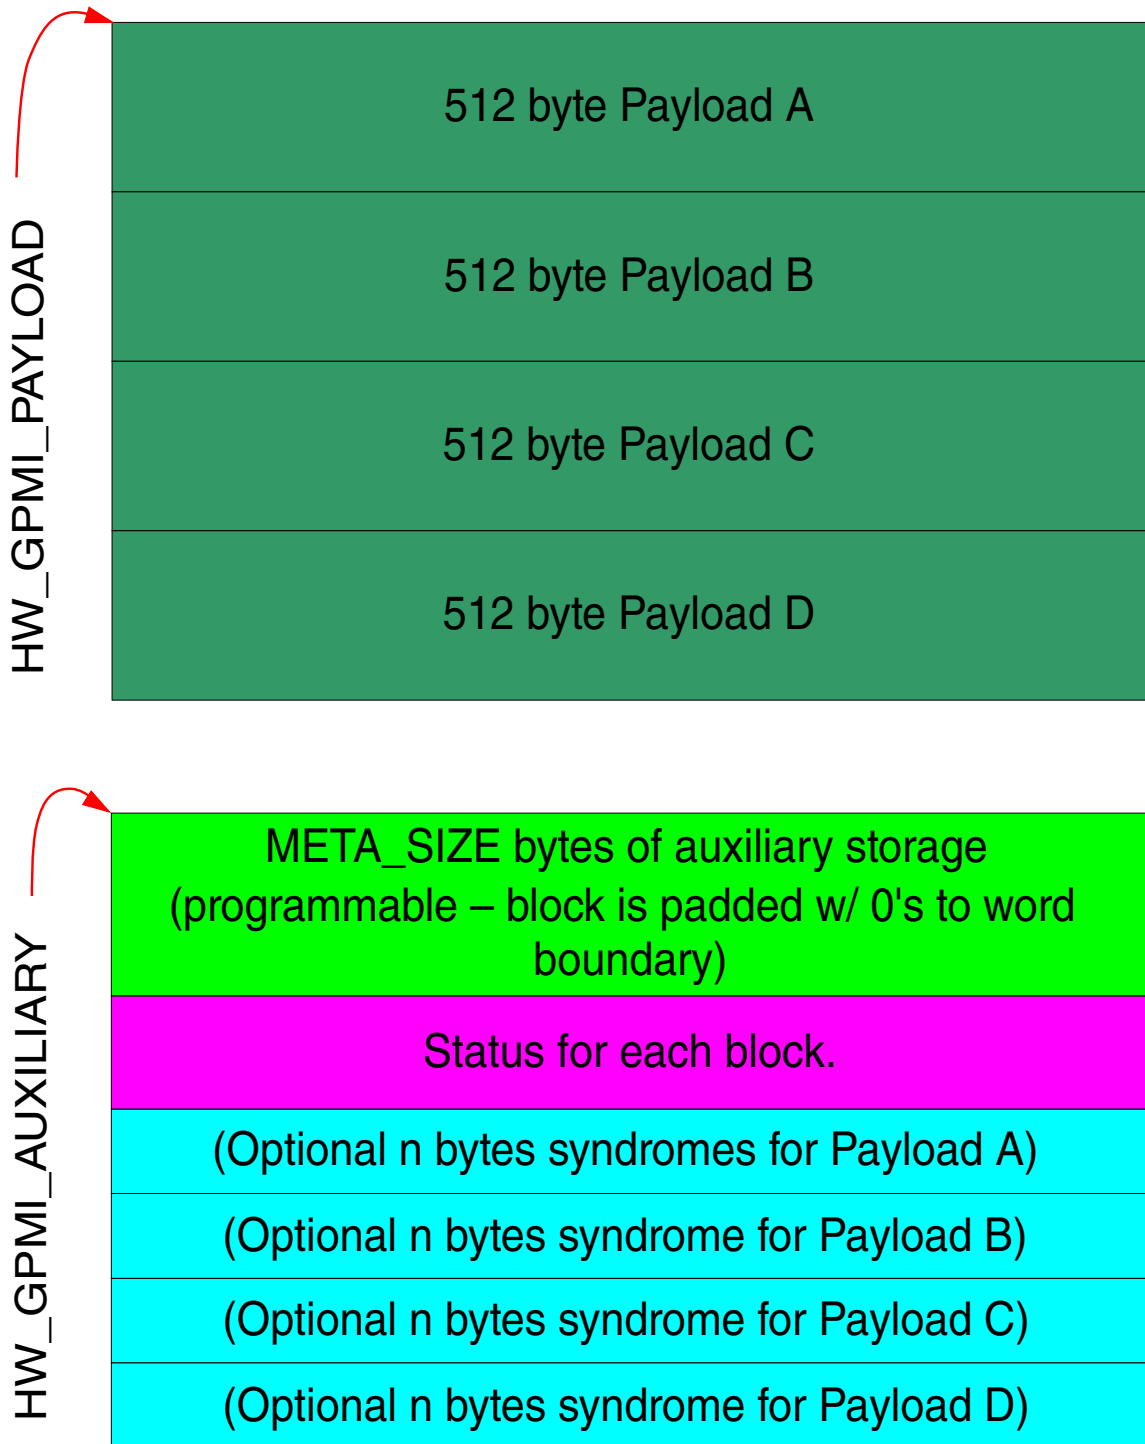 HW_GPMI_PAYLOAD
512 byte Payload A
512 byte Payload B
512 byte Payload C
512 byte Payload D
HW_GPMI_AUXILIARY
META_SIZE bytes of auxiliary storage
(programmable – block is padded w/ 0's to word
boundary)
Status for each block.
(Optional n bytes syndromes for Payload A)
(Optional n bytes syndrome for Payload B)
(Optional n bytes syndrome for Payload C)
(Optional n bytes syndrome for Payload D)